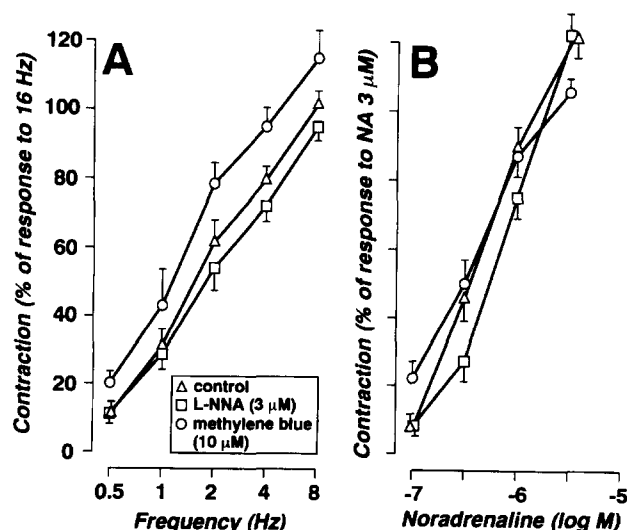 A
B
Contraction (% of response to 16 Hz)
120
100
80
60
40
20
0
0.5 1 2 4 8
Frequency (Hz)
control
L-NNA (3 µM)
methylene blue
(10 µM)
Contraction (% of response to NA 3 µM)
-7 -6 -5
Noradrenaline (log M)